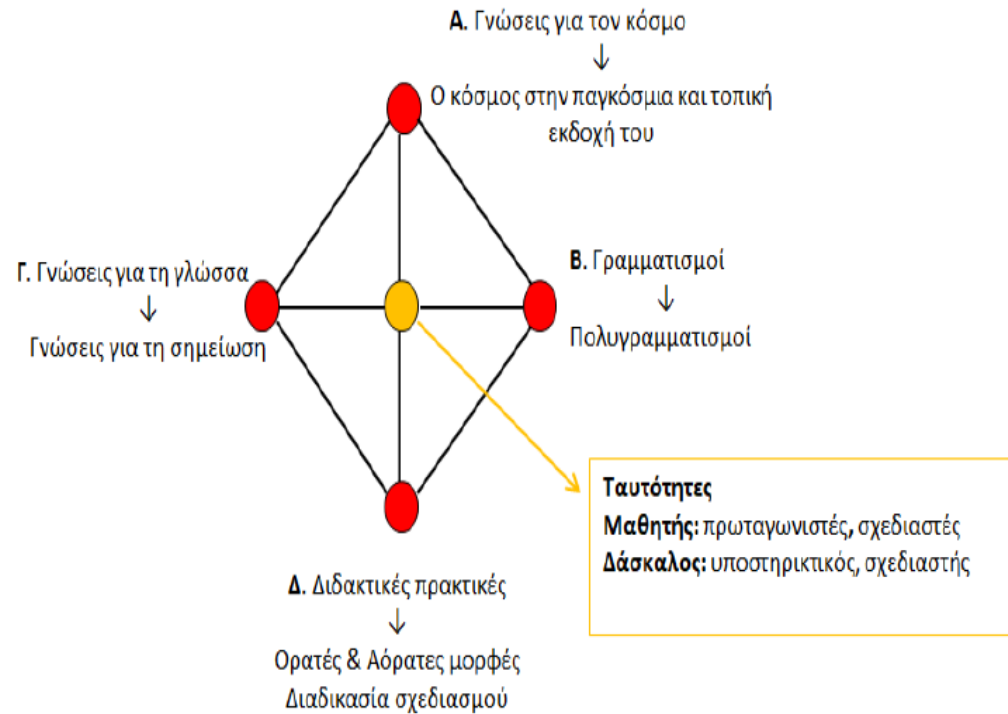 Α. Γνώσεις για τον κόσμο
↓
Ο κόσμος στην παγκόσμια και τοπική
εκδοχή του
Γ. Γνώσεις για τη γλώσσα
↓
Γνώσεις για τη σημείωση
Β. Γραμματισμοί
↓
Πολυγραμματισμοί
Ταυτότητες
Μαθητής: πρωταγωνιστές, σχεδιαστές
Δάσκαλος: υποστηρικτικός, σχεδιαστής
Δ. Διδακτικές πρακτικές
↓
Ορατές & Αόρατες μορφές
Διαδικασία σχεδιασμού